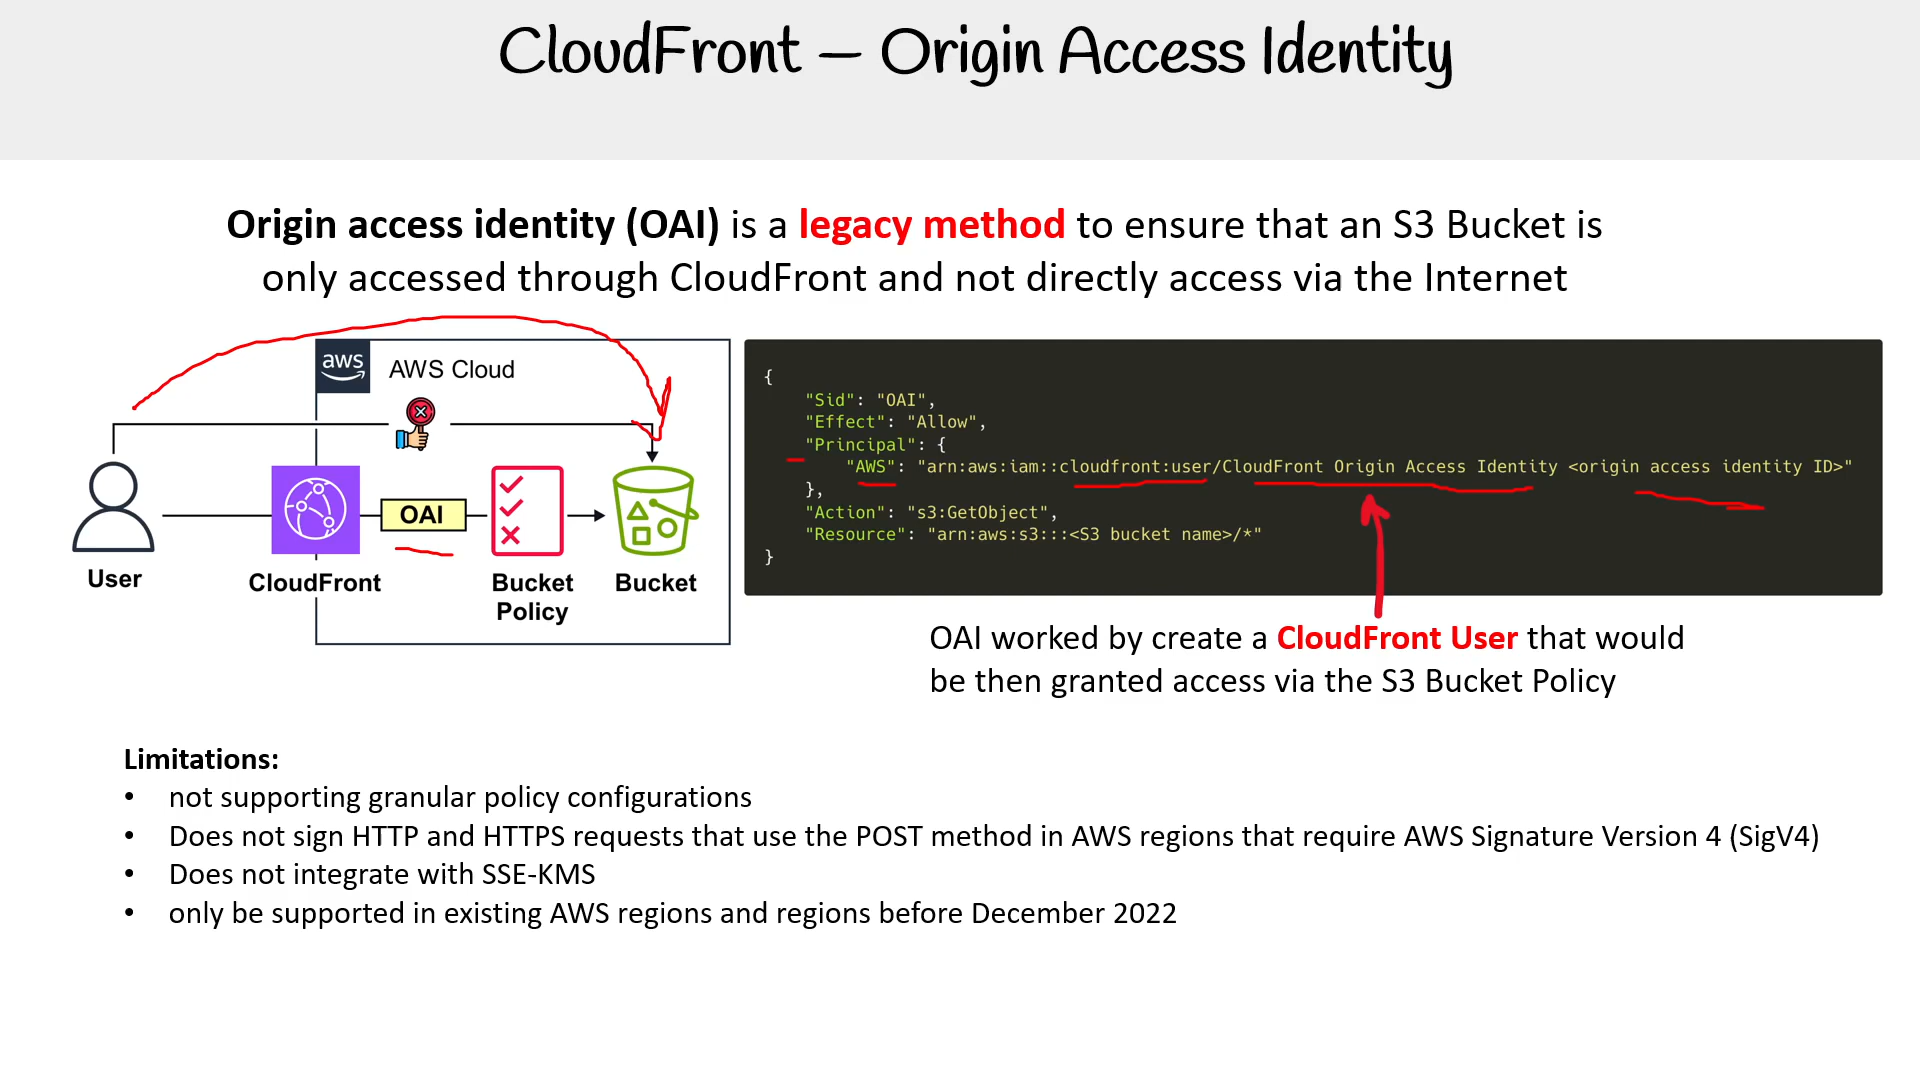 CloudFront – Origin Access Identity
Origin access identity (OAI) is a legacy method to ensure that an S3 Bucket is
only accessed through CloudFront and not directly access via the Internet
aws
AWS Cloud
User
CloudFront
OAI
Bucket
Policy
Bucket
{
    "Sid": "OAI",
    "Effect": "Allow",
    "Principal": {
        "AWS": "arn:aws:iam::cloudfront:user/CloudFront Origin Access Identity <origin access identity ID>"
    },
    "Action": "s3:GetObject",
    "Resource": "arn:aws:s3:::<S3 bucket name>/*"
}
OAI worked by create a CloudFront User that would
be then granted access via the S3 Bucket Policy
Limitations:
• not supporting granular policy configurations
• Does not sign HTTP and HTTPS requests that use the POST method in AWS regions that require AWS Signature Version 4 (SigV4)
• Does not integrate with SSE-KMS
• only be supported in existing AWS regions and regions before December 2022